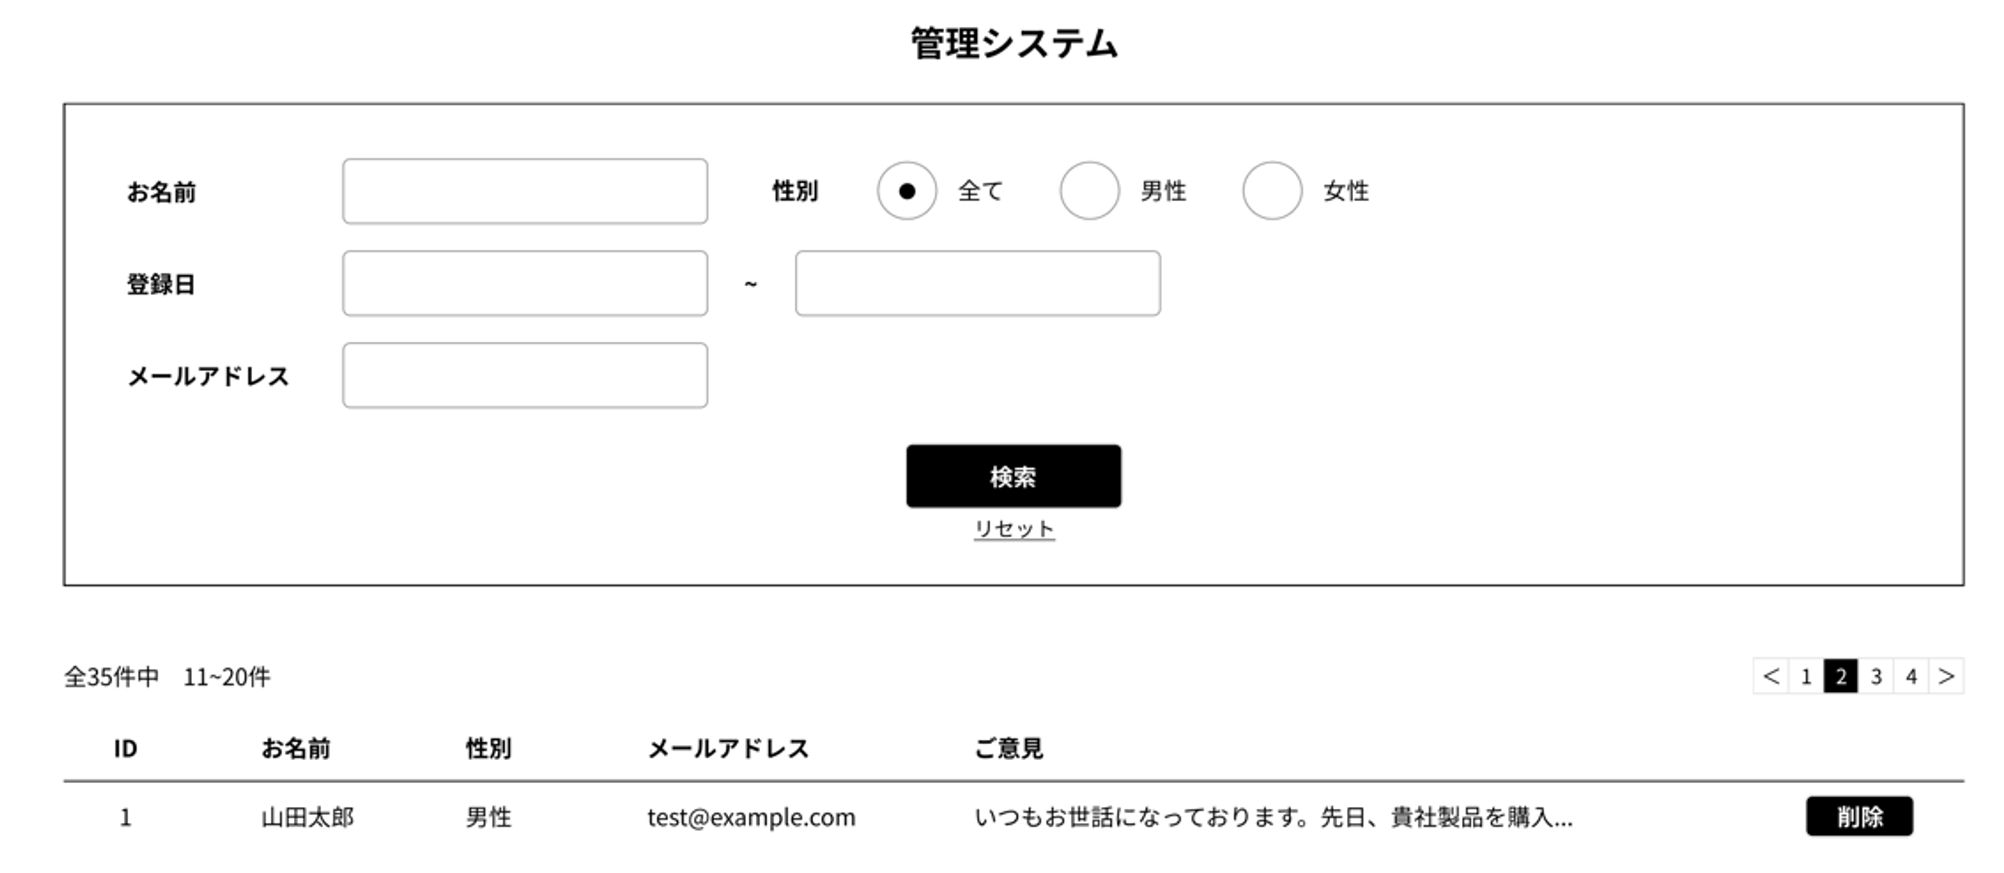 管理システム
お名前 性別 全て 男性 女性
登録日 ~
メールアドレス
検索
リセット
全35件中 11~20件 < 1 2 3 4 >
ID お名前 性別 メールアドレス ご意見
1 山田太郎 男性 test@example.com いつもお世話になっております。先日、貴社製品を購入... 削除